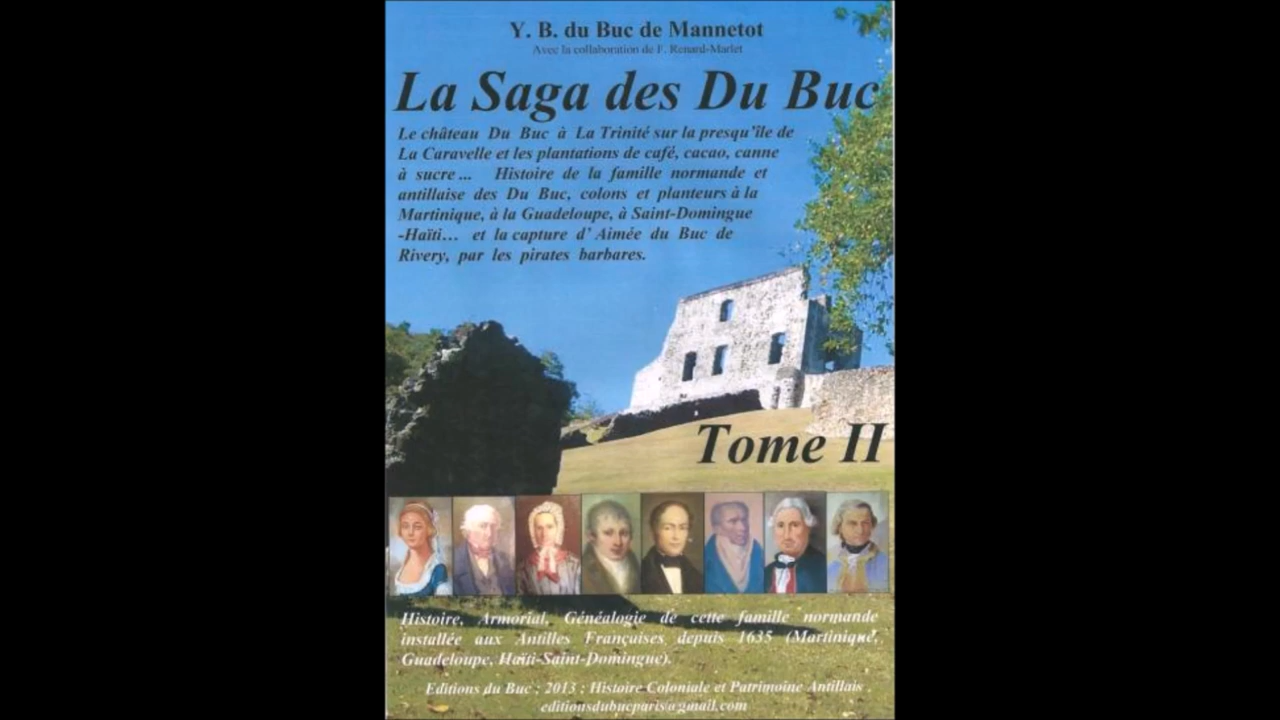 Y. B. du Buc de Mannetot
Avec la collaboration de F. Renard-Marlet
La Saga des Du Buc
Le château Du Buc à La Trinité sur la presqu'île de
La Caravelle et les plantations de café, cacao, canne
à sucre ... Histoire de la famille normande et
antillaise des Du Buc, colons et planteurs à la
Martinique, à la Guadeloupe, à Saint-Domingue
-Haïti... et la capture d' Aimée du Buc de
Rivery, par les pirates barbares.
Tome II
Histoire, Armorial, Généalogie de cette famille normande
installée aux Antilles Françaises depuis 1635 (Martinique,
Guadeloupe, Haïti-Saint-Domingue).
Editions du Buc ; 2013 : Histoire Coloniale et Patrimoine Antillais .
editionsdubucparis@gmail.com